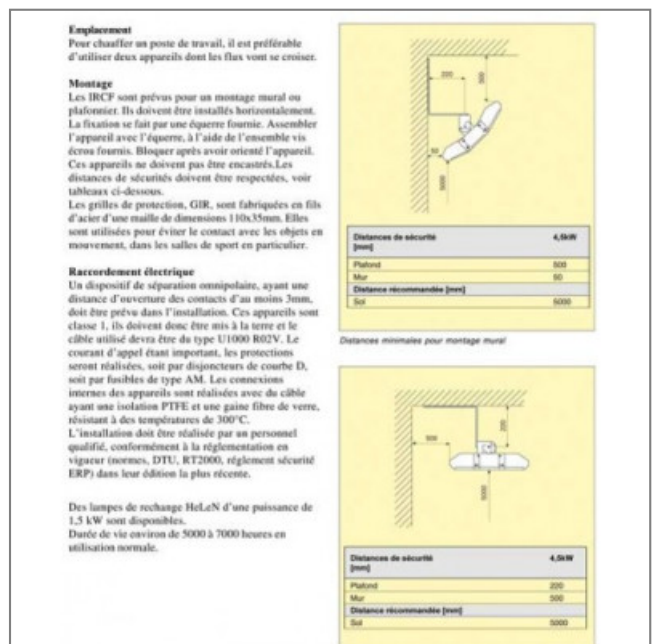 Emplacement
Pour chauffer un poste de travail, il est préférable
d'utiliser deux appareils dont les flux vont se croiser.
Montage
Les IRCF sont prévus pour un montage mural ou
plafonnier. Ils doivent être installés horizontalement.
La fixation se fait par une équerre fournie. Assembler
l'appareil avec l'équerre, à l'aide de l'ensemble vis
écrou fournis. Bloquer après avoir orienté l'appareil.
Ces appareils ne doivent pas être encastrés.Les
distances de sécurités doivent être respectées, voir
tableaux ci-dessous.
Les grilles de protection, GIR, sont fabriquées en fils
d'acier d'une maille de dimensions 110x35mm. Elles
sont utilisées pour éviter le contact avec les objets en
mouvement, dans les salles de sport en particulier.
Raccordement électrique
Un dispositif de séparation omnipolaire, ayant une
distance d'ouverture des contacts d'au moins 3mm,
doit être prévu dans l'installation. Ces appareils sont
classe 1, ils doivent donc être mis à la terre et le
câble utilisé devra être du type U1000 R02V. Le
courant d'appel étant important, les protections
seront réalisées, soit par disjoncteurs de courbe D,
soit par fusibles de type AM. Les connexions
internes des appareils sont réalisées avec du câble
ayant une isolation PTFE et une gaine fibre de verre,
résistant à des températures de 300°C.
L'installation doit être réalisée par un personnel
qualifié, conformément à la réglementation en
vigueur (normes, DTU, RT2000, réglement sécurité
ERP) dans leur édition la plus récente.
Des lampes de rechange HeLeN d'une puissance de
1,5 kW sont disponibles.
Durée de vie environ de 5000 à 7000 heures en
utilisation normale.
200
500
50
5000
Distances de sécurité 4,5kW
[mm]
Plafond 500
Mur 50
Distance récommandée [mm]
Sol 5000
Distances minimales pour montage mural
500
220
5000
Distances de sécurité 4,5kW
[mm]
Plafond 220
Mur 500
Distance récommandée [mm]
Sol 5000